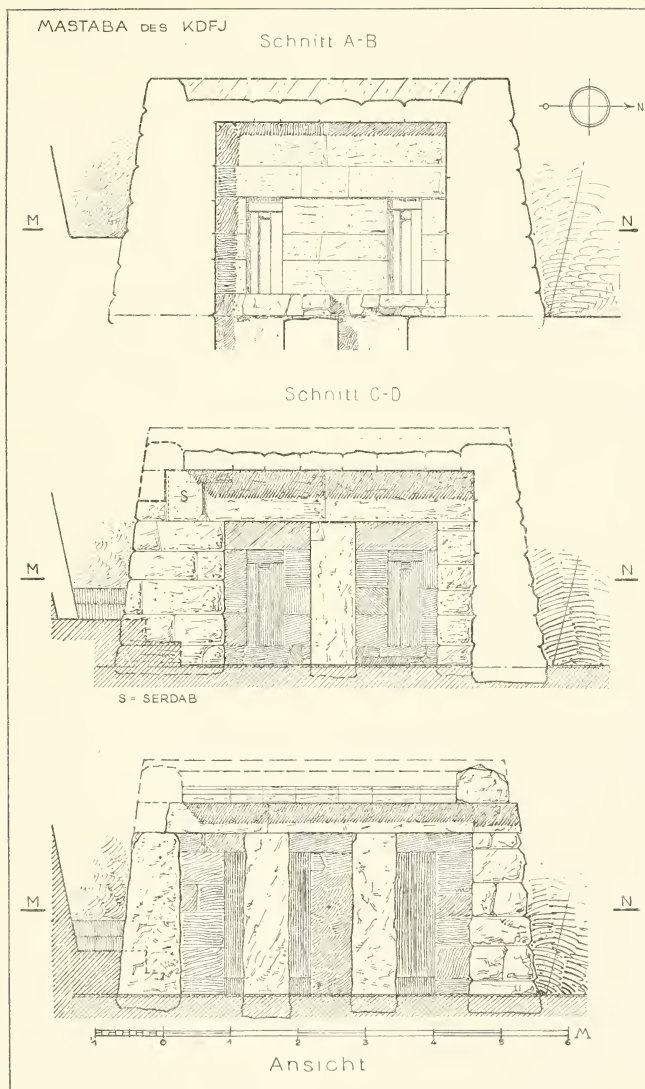 MASTABA DES KDFJ
Schnitt A-B
N
M N
Schnitt C-D
S
M N
S = SERDAB
M N
1 0 1 2 3 4 5 6 M
Ansicht